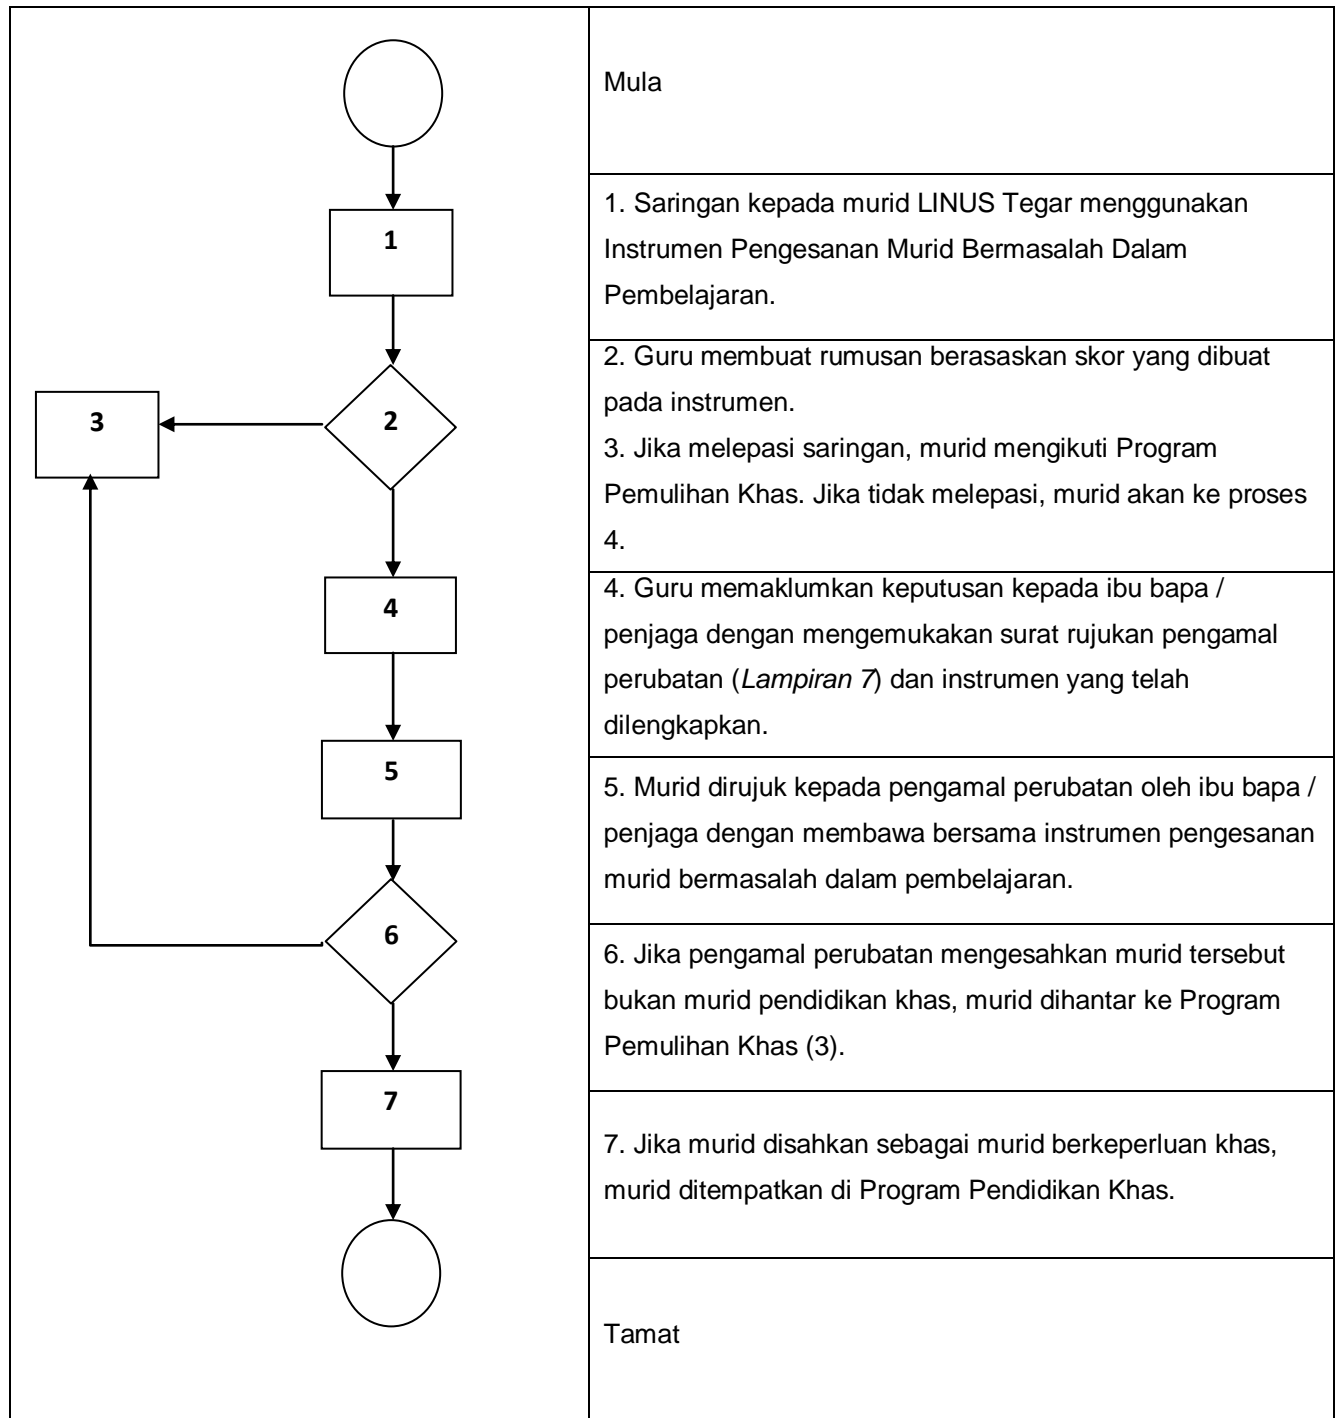 Mula
1
1. Saringan kepada murid LINUS Tegar menggunakan
Instrumen Pengesanan Murid Bermasalah Dalam
Pembelajaran.
2
3
2. Guru membuat rumusan berasaskan skor yang dibuat
pada instrumen.
3. Jika melepasi saringan, murid mengikuti Program
Pemulihan Khas. Jika tidak melepasi, murid akan ke proses
4.
4
4. Guru memaklumkan keputusan kepada ibu bapa /
penjaga dengan mengemukakan surat rujukan pengamal
perubatan (Lampiran 7) dan instrumen yang telah
dilengkapkan.
5
5. Murid dirujuk kepada pengamal perubatan oleh ibu bapa /
penjaga dengan membawa bersama instrumen pengesanan
murid bermasalah dalam pembelajaran.
6
6. Jika pengamal perubatan mengesahkan murid tersebut
bukan murid pendidikan khas, murid dihantar ke Program
Pemulihan Khas (3).
7
7. Jika murid disahkan sebagai murid berkeperluan khas,
murid ditempatkan di Program Pendidikan Khas.
Tamat